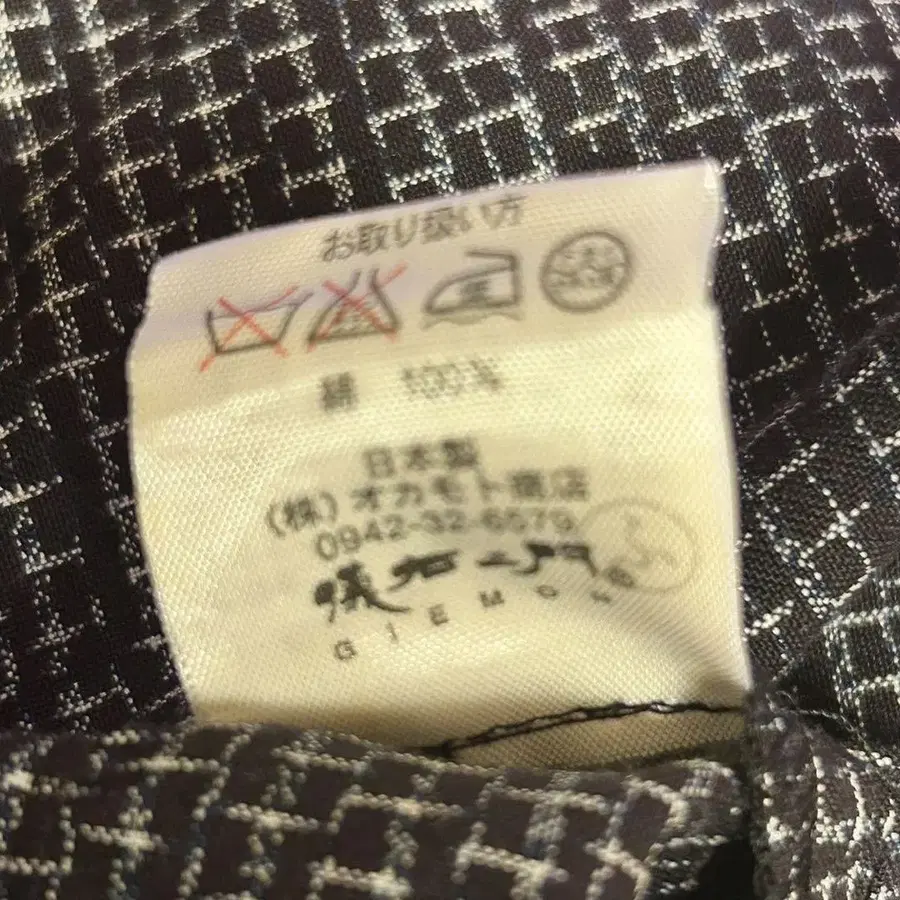 お取り扱い方
綿 100%
日本製
(株)オカモト商店
0942-32-6579
GIEMON